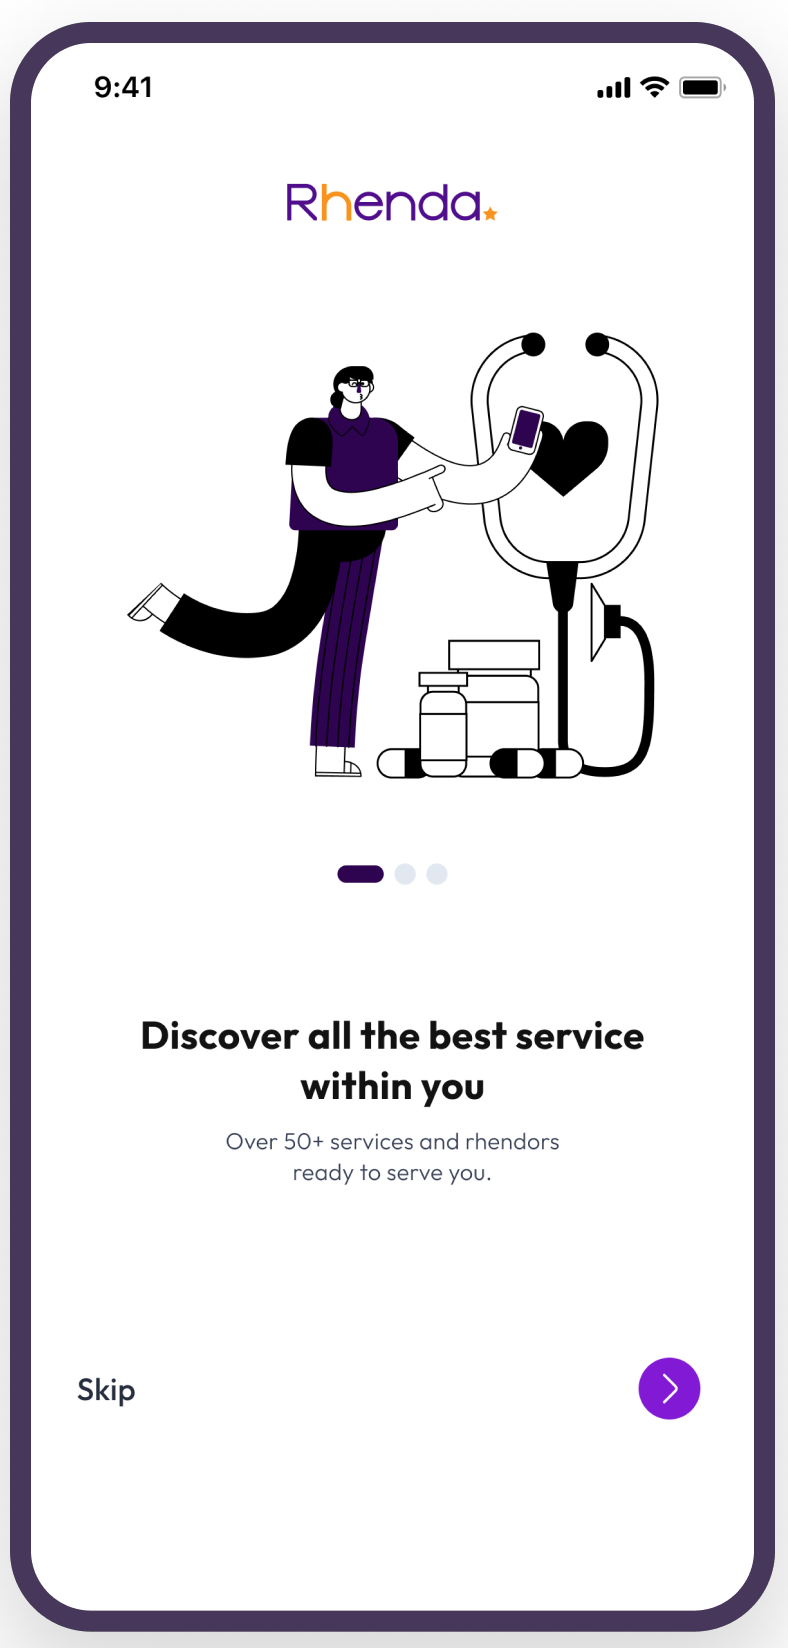 9:41
Rhenda
Discover all the best service
within you
Over 50+ services and rhendors
ready to serve you.
Skip